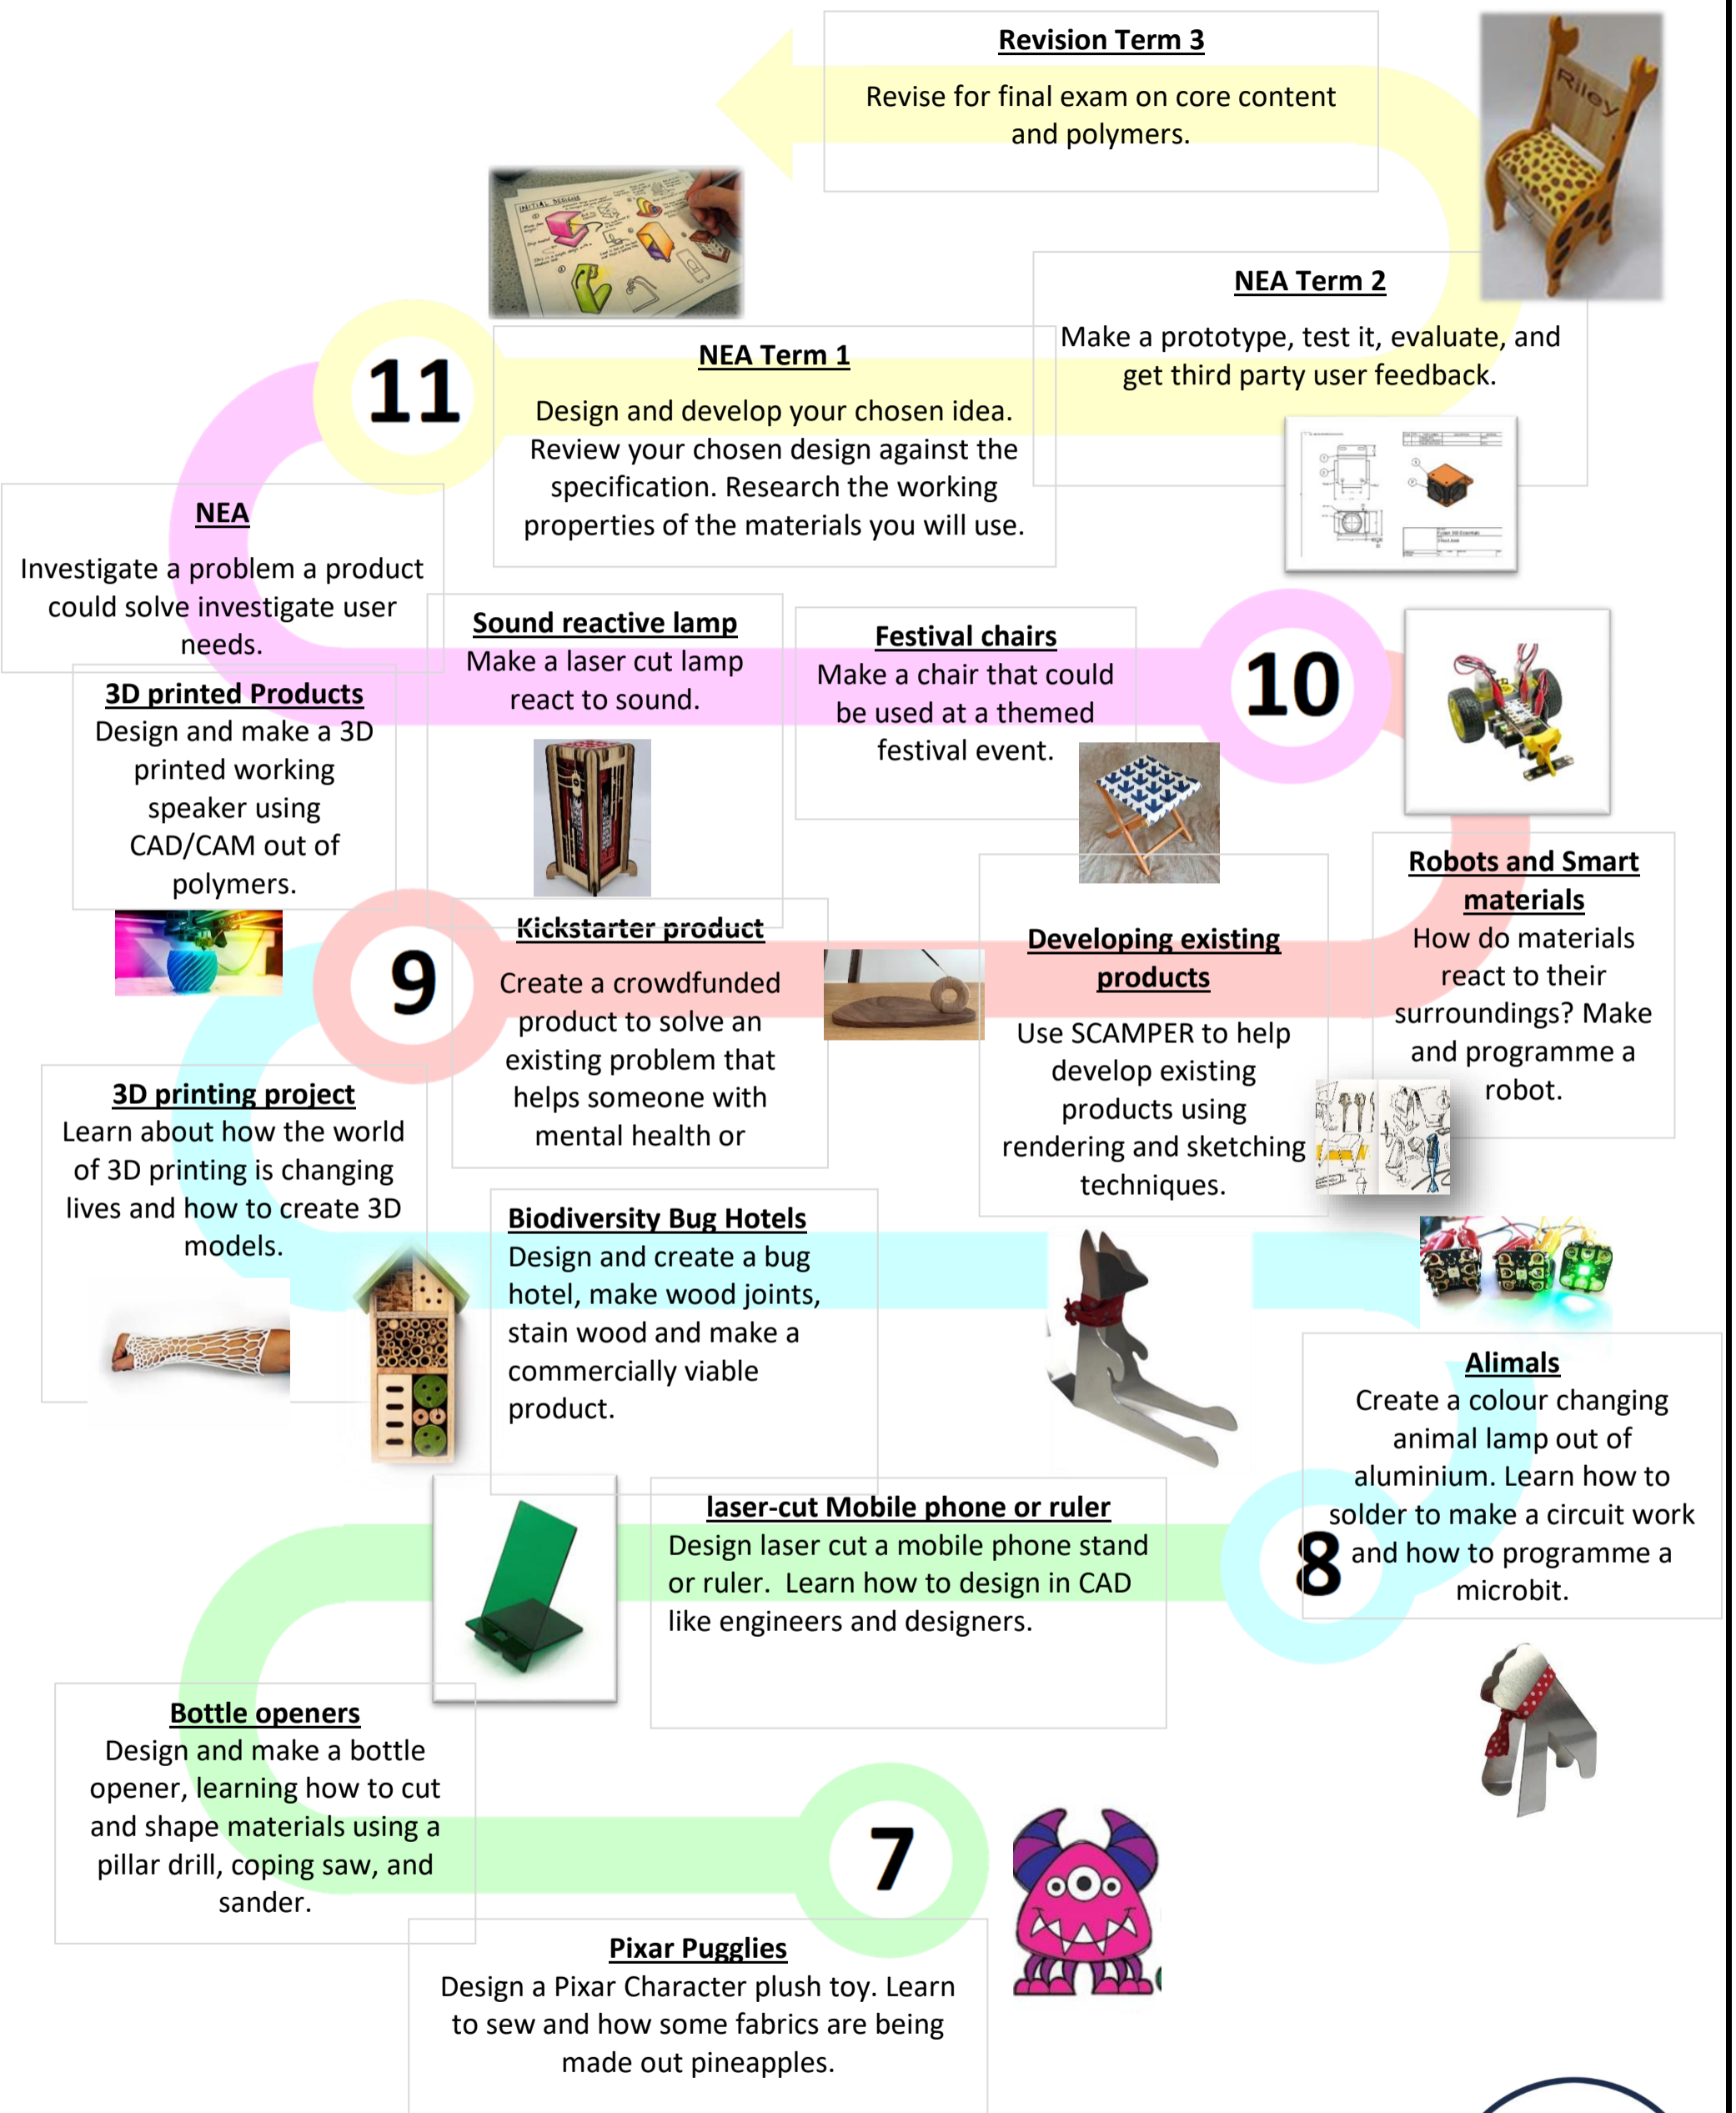 Revision Term 3
Revise for final exam on core content
and polymers.
Riley
INITIAL DESIGNS
NEA Term 2
Make a prototype, test it, evaluate, and
get third party user feedback.
11
NEA Term 1
Design and develop your chosen idea.
Review your chosen design against the
specification. Research the working
properties of the materials you will use.
NEA
Investigate a problem a product
could solve investigate user
needs.
Sound reactive lamp
Make a laser cut lamp
react to sound.
Festival chairs
Make a chair that could
be used at a themed
festival event.
10
3D printed Products
Design and make a 3D
printed working
speaker using
CAD/CAM out of
polymers.
Robots and Smart
materials
How do materials
react to their
surroundings? Make
and programme a
robot.
9
Kickstarter product
Create a crowdfunded
product to solve an
existing problem that
helps someone with
mental health or
Developing existing
products
Use SCAMPER to help
develop existing
products using
rendering and sketching
techniques.
3D printing project
Learn about how the world
of 3D printing is changing
lives and how to create 3D
models.
Biodiversity Bug Hotels
Design and create a bug
hotel, make wood joints,
stain wood and make a
commercially viable
product.
Alimals
Create a colour changing
animal lamp out of
aluminium. Learn how to
solder to make a circuit work
and how to programme a
microbit.
8
laser-cut Mobile phone or ruler
Design laser cut a mobile phone stand
or ruler.  Learn how to design in CAD
like engineers and designers.
Bottle openers
Design and make a bottle
opener, learning how to cut
and shape materials using a
pillar drill, coping saw, and
sander.
7
Pixar Pugglies
Design a Pixar Character plush toy. Learn
to sew and how some fabrics are being
made out pineapples.